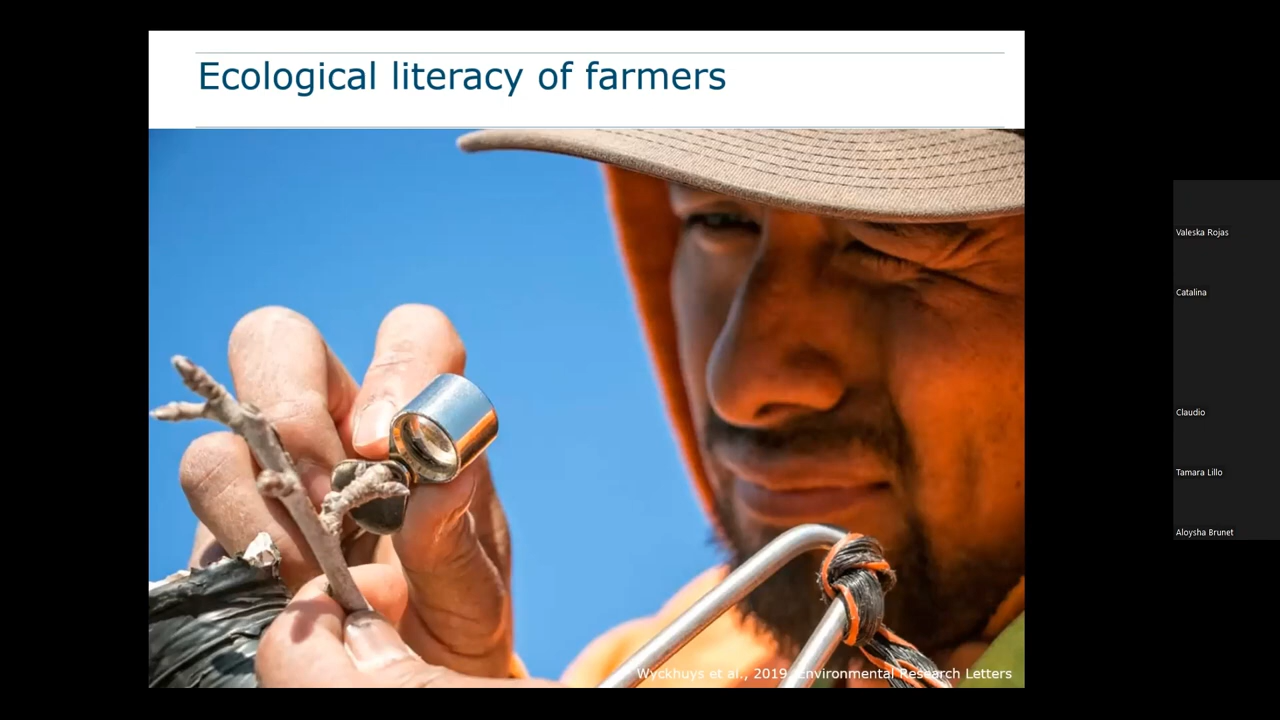 Ecological literacy of farmers
Wyckhuys et al., 2019, Environmental Research Letters
Valeska Rojas
Catalina
Claudio
Tamara Lillo
Aloysha Brunet